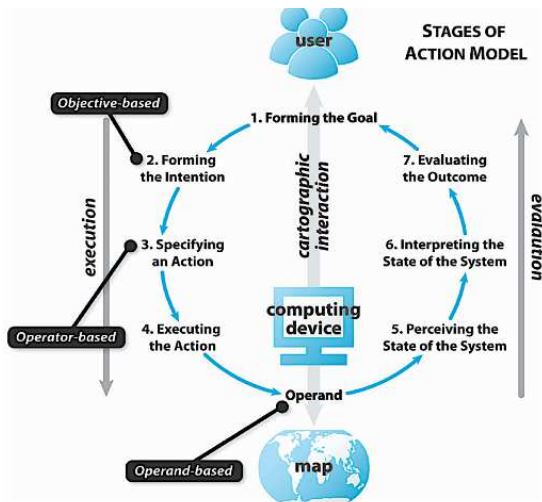 user
STAGES OF
ACTION MODEL
Objective-based
1. Forming the Goal
2. Forming
the Intention
7. Evaluating
the Outcome
execution
cartographic
interaction
evaluation
3. Specifying
an Action
6. Interpreting the
State of the System
computing
device
Operator-based
4. Executing
the Action
5. Perceiving the
State of the System
Operand
Operand-based
map